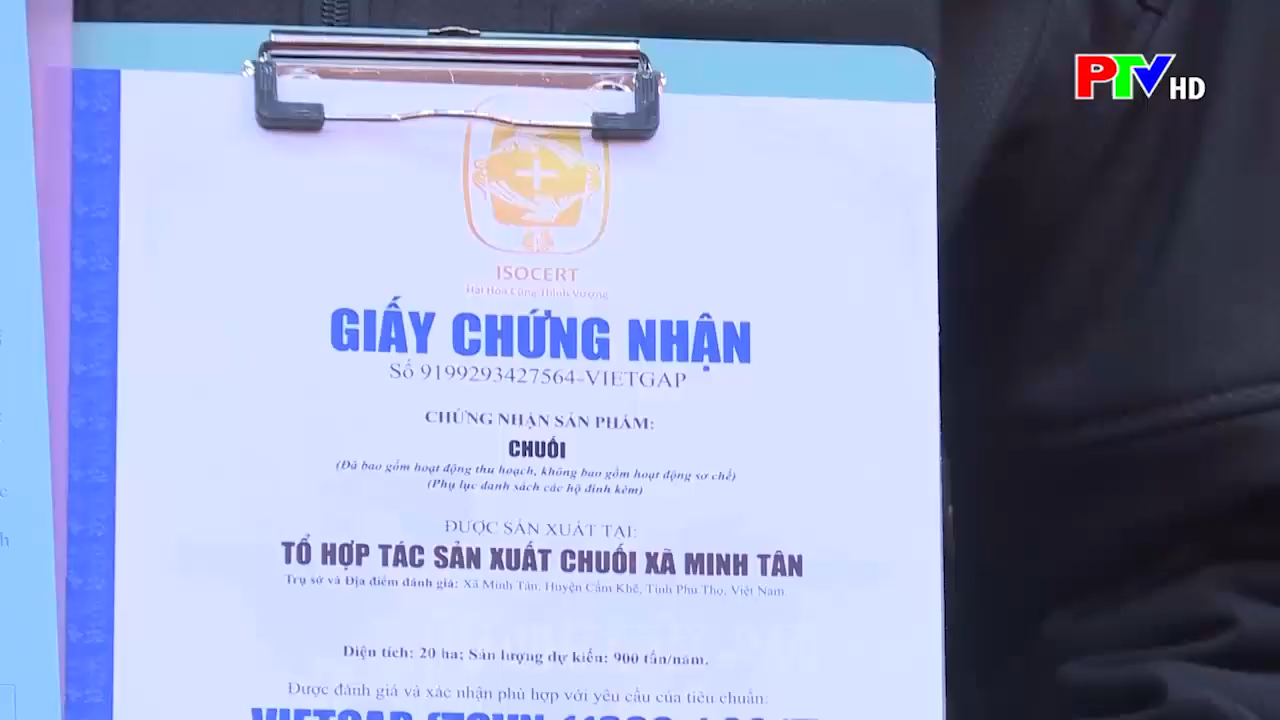 PTV HD
ISOCERT
Hài Hòa Cùng Thịnh Vượng
GIẤY CHỨNG NHẬN
Số 9199293427564-VIETGAP
CHỨNG NHẬN SẢN PHẨM:
CHUỐI
(Đã bao gồm hoạt động thu hoạch, không bao gồm hoạt động sơ chế)
(Phụ lục danh sách các hộ đính kèm)
ĐƯỢC SẢN XUẤT TẠI:
TỔ HỢP TÁC SẢN XUẤT CHUỐI XÃ MINH TÂN
Trụ sở và Địa điểm đánh giá: Xã Minh Tân, Huyện Cẩm Khê, Tỉnh Phú Thọ, Việt Nam.
Diện tích: 20 ha; Sản lượng dự kiến: 900 tấn/năm.
Được đánh giá và xác nhận phù hợp với yêu cầu của tiêu chuẩn:
VIETGAP (TCVN